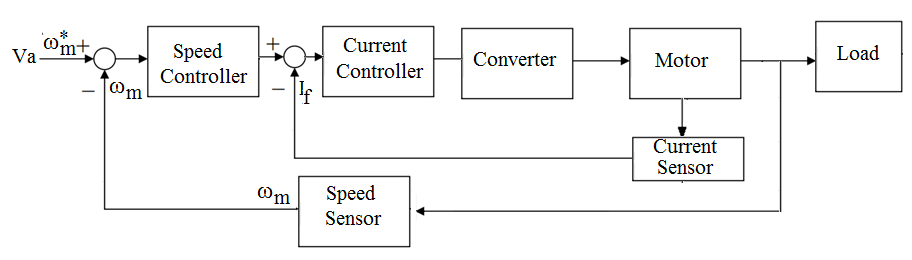 Va
ω*m
+
−
ωm
Speed
Controller
+
−
If
Current
Controller
Converter
Motor
Load
Current
Sensor
ωm
Speed
Sensor